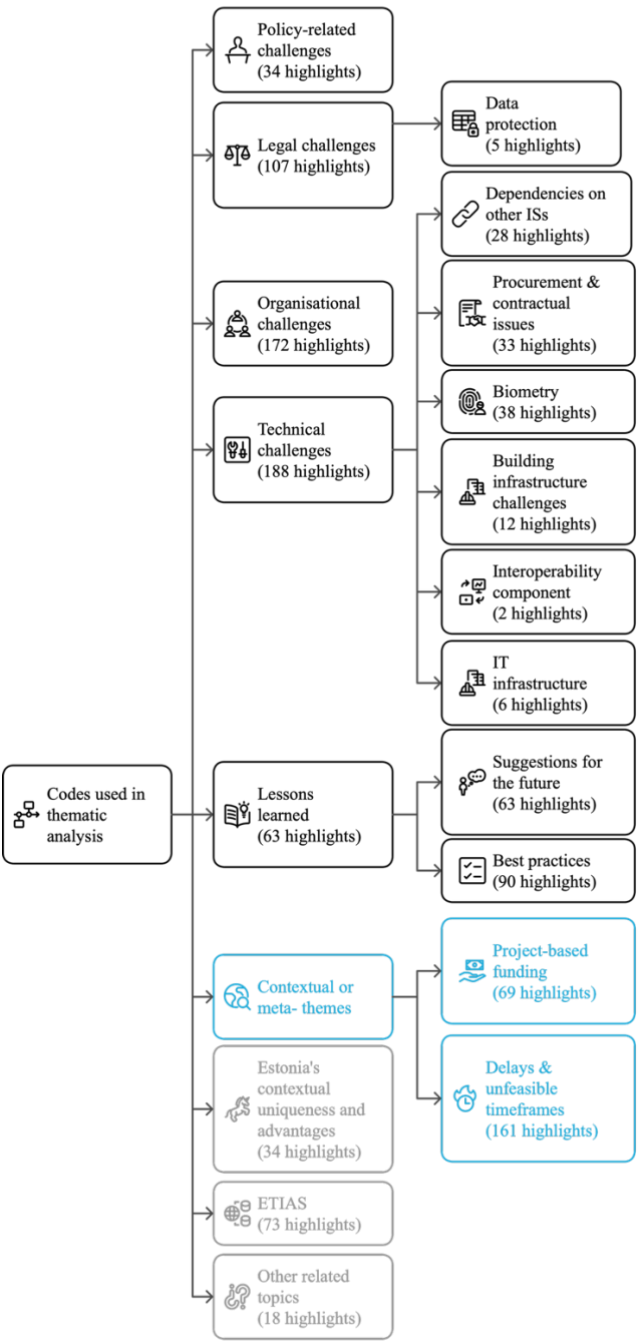 Policy-related
challenges
(34 highlights)
Legal challenges
(107 highlights)
Data
protection
(5 highlights)
Dependencies on
other ISs
(28 highlights)
Organisational
challenges
(172 highlights)
Procurement &
contractual
issues
(33 highlights)
Biometry
(38 highlights)
Technical
challenges
(188 highlights)
Building
infrastructure
challenges
(12 highlights)
Interoperability
component
(2 highlights)
IT
infrastructure
(6 highlights)
Codes used in
thematic
analysis
Lessons
learned
(63 highlights)
Suggestions for
the future
(63 highlights)
Best practices
(90 highlights)
Contextual or
meta- themes
Project-based
funding
(69 highlights)
Delays &
unfeasible
timeframes
(161 highlights)
Estonia's
contextual
uniqueness and
advantages
(34 highlights)
ETIAS
(73 highlights)
Other related
topics
(18 highlights)